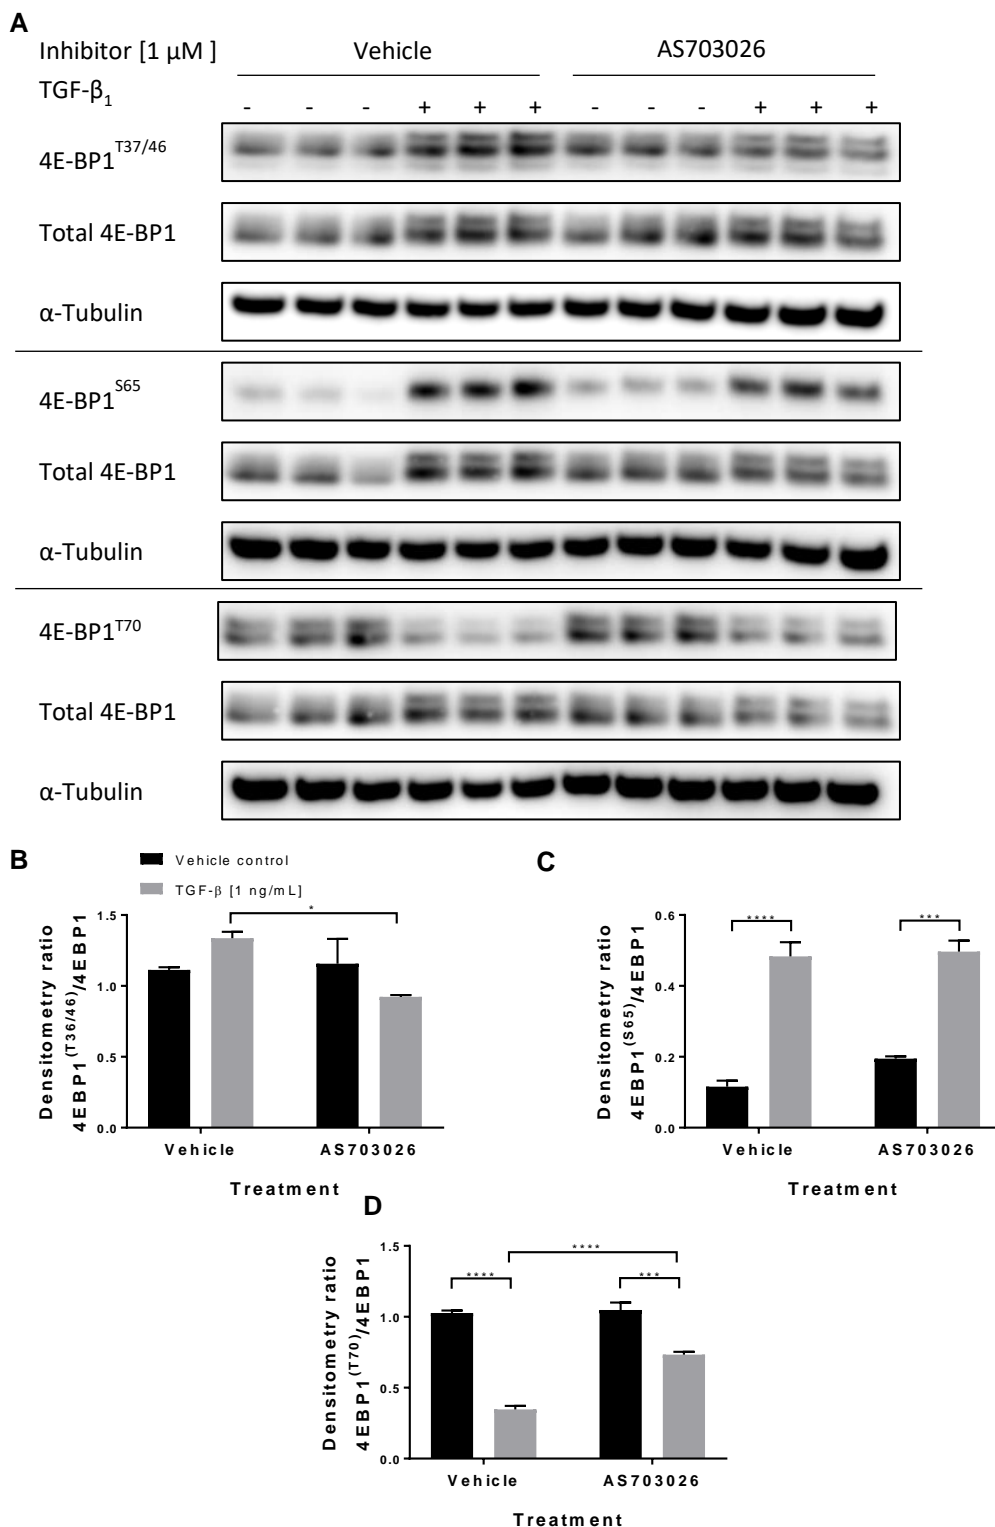 A
Inhibitor [1 µM ] Vehicle AS703026
TGF-β1
- - - + + + - - - + + +
4E-BP1T37/46
Total 4E-BP1
α-Tubulin
4E-BP1S65
Total 4E-BP1
α-Tubulin
4E-BP1T70
Total 4E-BP1
α-Tubulin
B
Vehicle control
TGF-β [1 ng/mL]
Densitometry ratio
4EBP1(T36/46)/4EBP1
1.5
1.0
0.5
0.0
*
Vehicle AS703026
Treatment
C
Densitometry ratio
4EBP1(S65)/4EBP1
0.6
0.4
0.2
0.0
**** ***
Vehicle AS703026
Treatment
D
Densitometry ratio
4EBP1(T70)/4EBP1
1.5
1.0
0.5
0.0
****
**** ***
Vehicle AS703026
Treatment